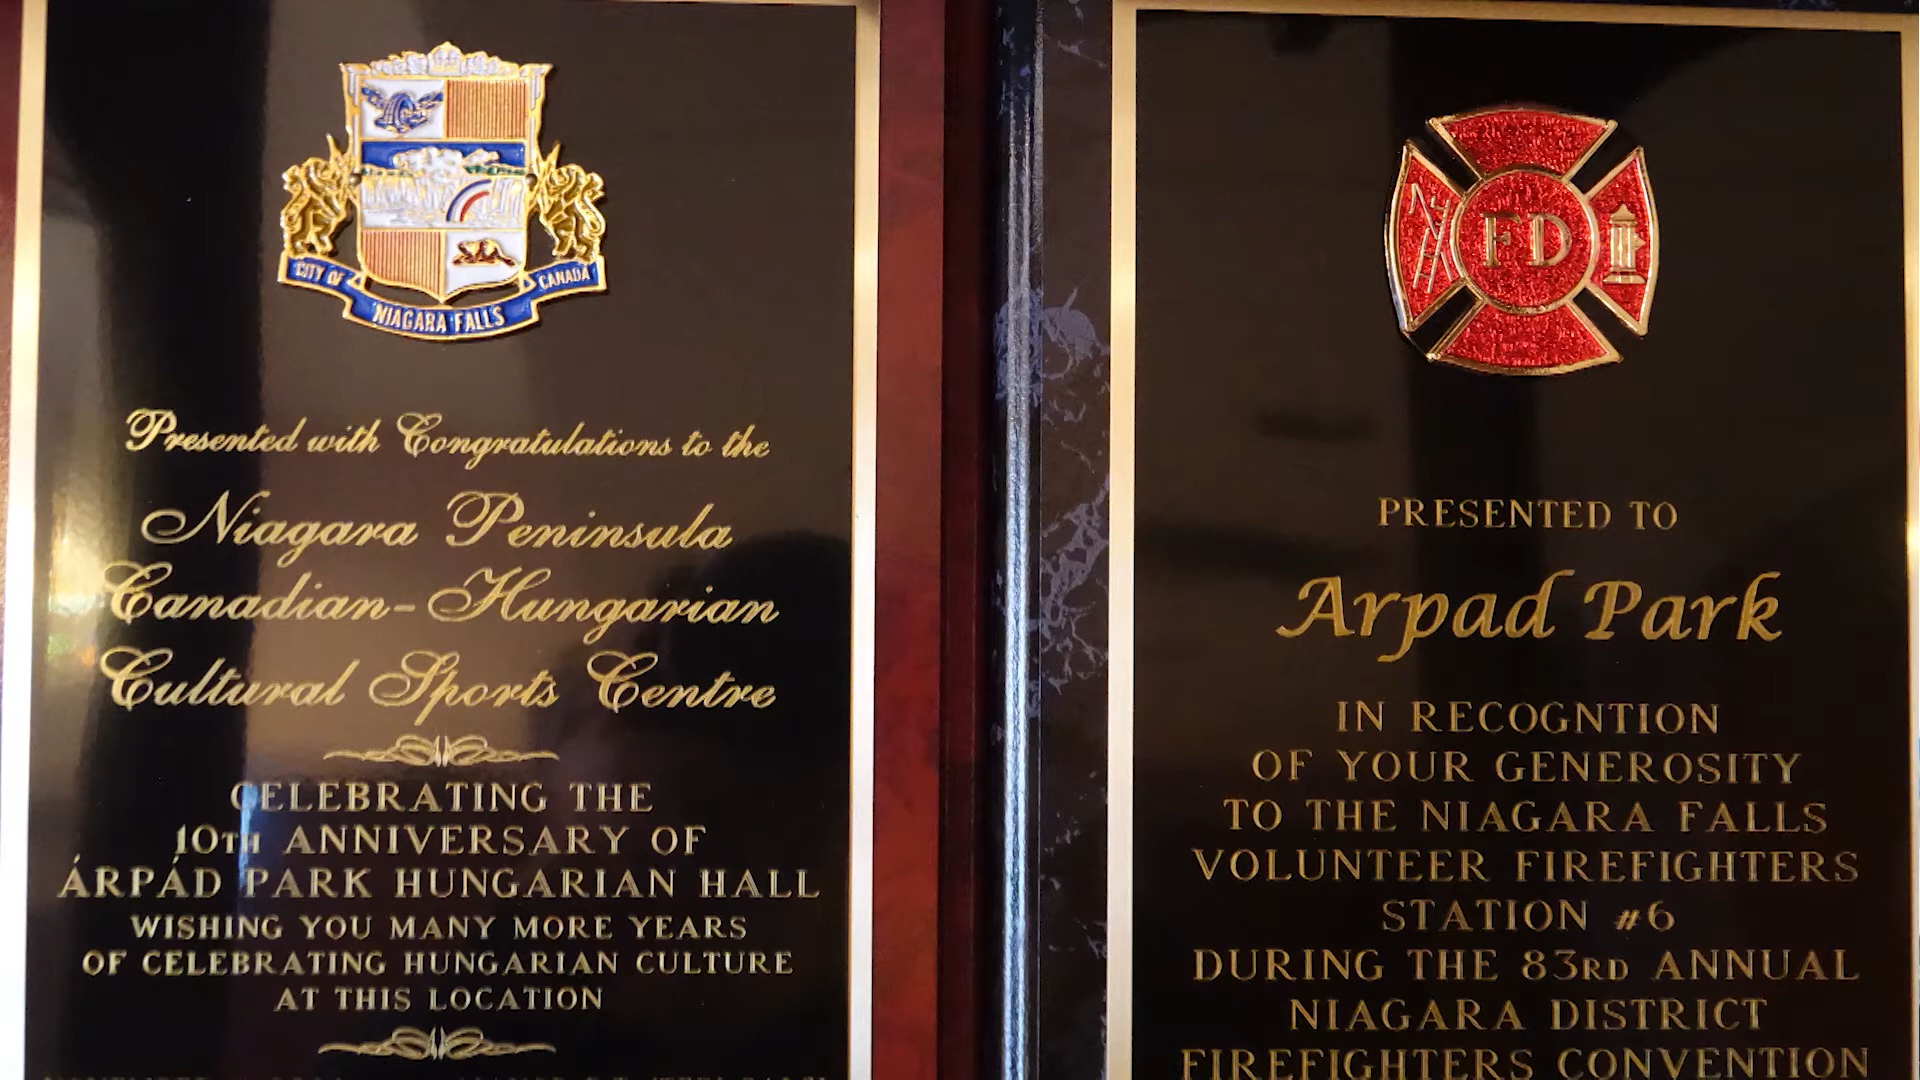 CITY OF
NIAGARA FALLS
CANADA
Presented with Congratulations to the
Niagara Peninsula
Canadian-Hungarian
Cultural Sports Centre
CELEBRATING THE
10TH ANNIVERSARY OF
ÁRPÁD PARK HUNGARIAN HALL
WISHING YOU MANY MORE YEARS
OF CELEBRATING HUNGARIAN CULTURE
AT THIS LOCATION
FD
PRESENTED TO
Arpad Park
IN RECOGNTION
OF YOUR GENEROSITY
TO THE NIAGARA FALLS
VOLUNTEER FIREFIGHTERS
STATION #6
DURING THE 83RD ANNUAL
NIAGARA DISTRICT
FIREFIGHTERS CONVENTION